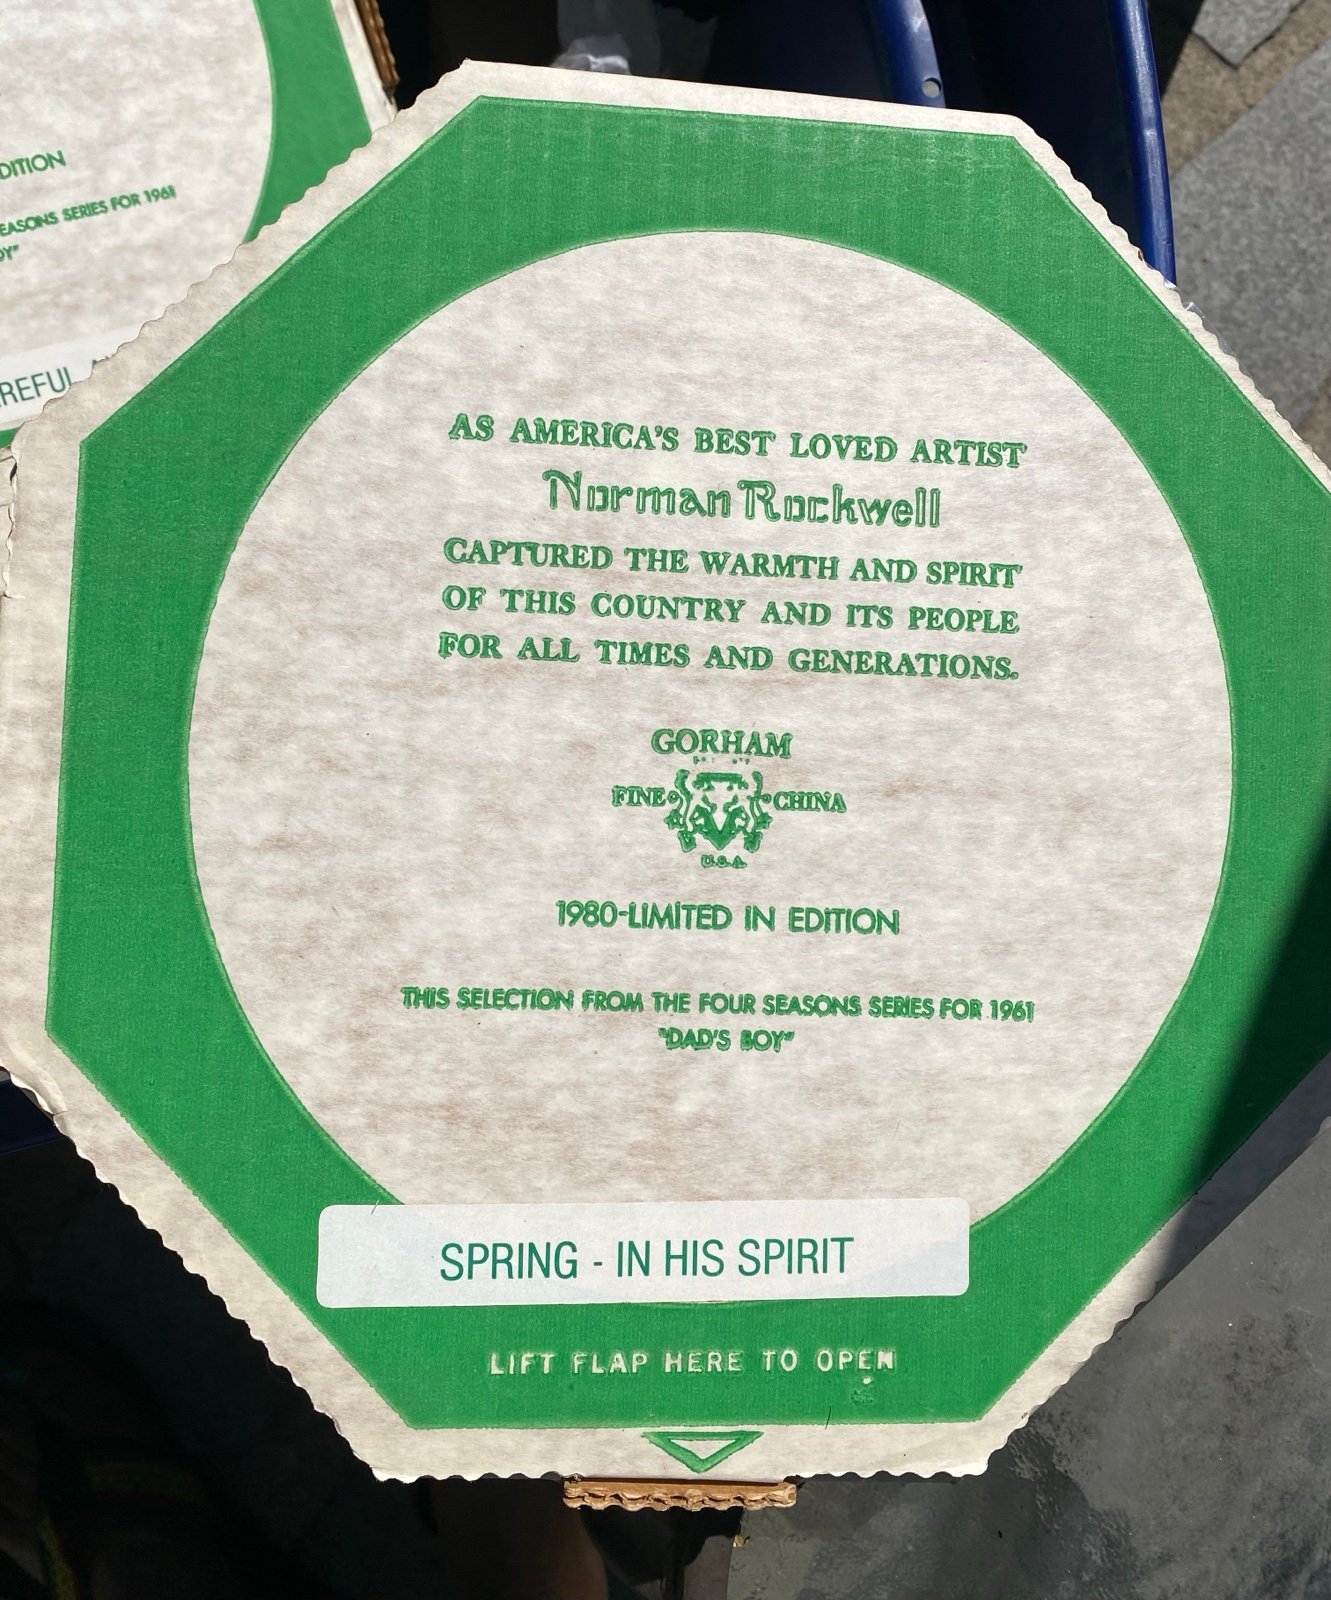 DITION
EASONS SERIES FOR 1961
OY"
REFUL
AS AMERICA'S BEST LOVED ARTIST
Norman Rockwell
CAPTURED THE WARMTH AND SPIRIT
OF THIS COUNTRY AND ITS PEOPLE
FOR ALL TIMES AND GENERATIONS.
GORHAM
FINE CHINA
U.S.A.
1980-LIMITED IN EDITION
THIS SELECTION FROM THE FOUR SEASONS SERIES FOR 1961
"DAD'S BOY"
SPRING - IN HIS SPIRIT
LIFT FLAP HERE TO OPEN